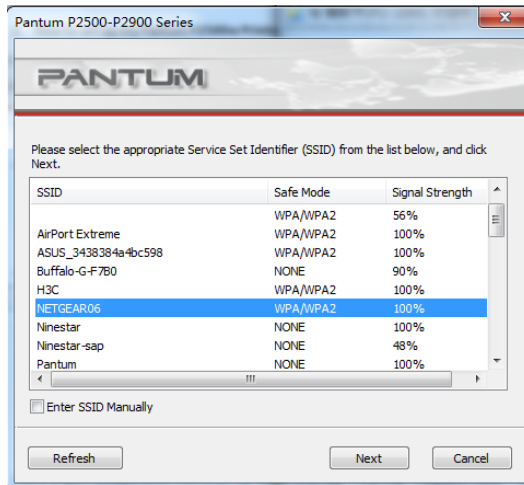 Pantum P2500-P2900 Series
PANTUM
Please select the appropriate Service Set Identifier (SSID) from the list below, and click
Next.
SSID Safe Mode Signal Strength
WPA/WPA2 56%
AirPort Extreme WPA/WPA2 100%
ASUS_3438384a4bc598 WPA/WPA2 100%
Buffalo-G-F7B0 NONE 90%
H3C WPA/WPA2 100%
NETGEAR06 WPA/WPA2 100%
Ninestar NONE 100%
Ninestar-sap NONE 48%
Pantum NONE 100%
Enter SSID Manually
Refresh Next Cancel